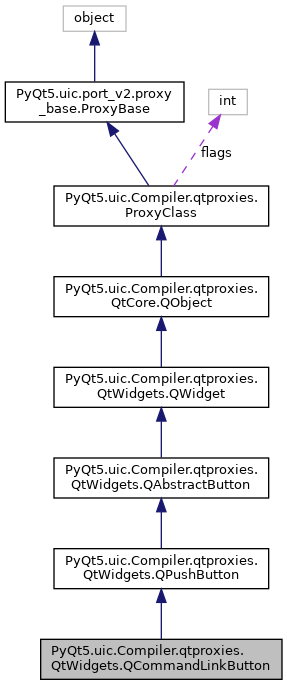 object
PyQt5.uic.port_v2.proxy
_base.ProxyBase
int
flags
PyQt5.uic.Compiler.qtproxies.
ProxyClass
PyQt5.uic.Compiler.qtproxies.
QtCore.QObject
PyQt5.uic.Compiler.qtproxies.
QtWidgets.QWidget
PyQt5.uic.Compiler.qtproxies.
QtWidgets.QAbstractButton
PyQt5.uic.Compiler.qtproxies.
QtWidgets.QPushButton
PyQt5.uic.Compiler.qtproxies.
QtWidgets.QCommandLinkButton